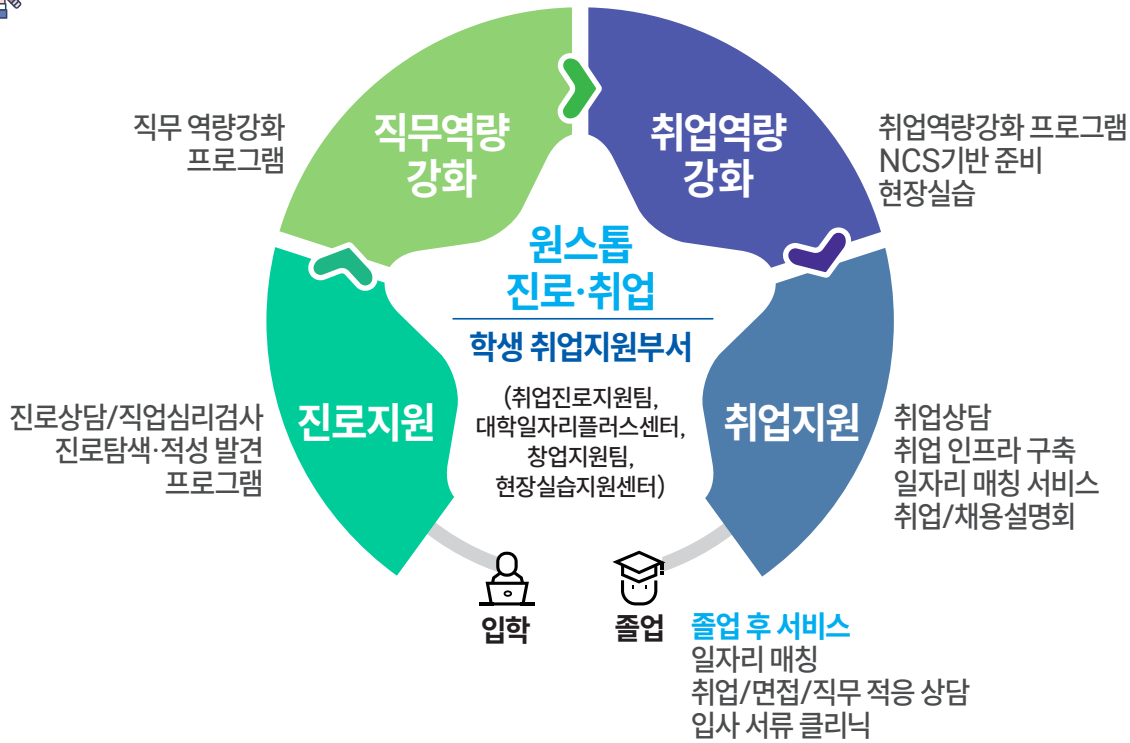 직무 역량강화
프로그램
직무역량
강화
취업역량
강화
취업역량강화 프로그램
NCS기반 준비
현장실습
원스톱
진로·취업
학생 취업지원부서
(취업진로지원팀,
대학일자리플러스센터,
창업지원팀,
현장실습지원센터)
진로상담/직업심리검사
진로탐색·적성 발견
프로그램
진로지원
취업지원
취업상담
취업 인프라 구축
일자리 매칭 서비스
취업/채용설명회
입학
졸업
졸업 후 서비스
일자리 매칭
취업/면접/직무 적응 상담
입사 서류 클리닉